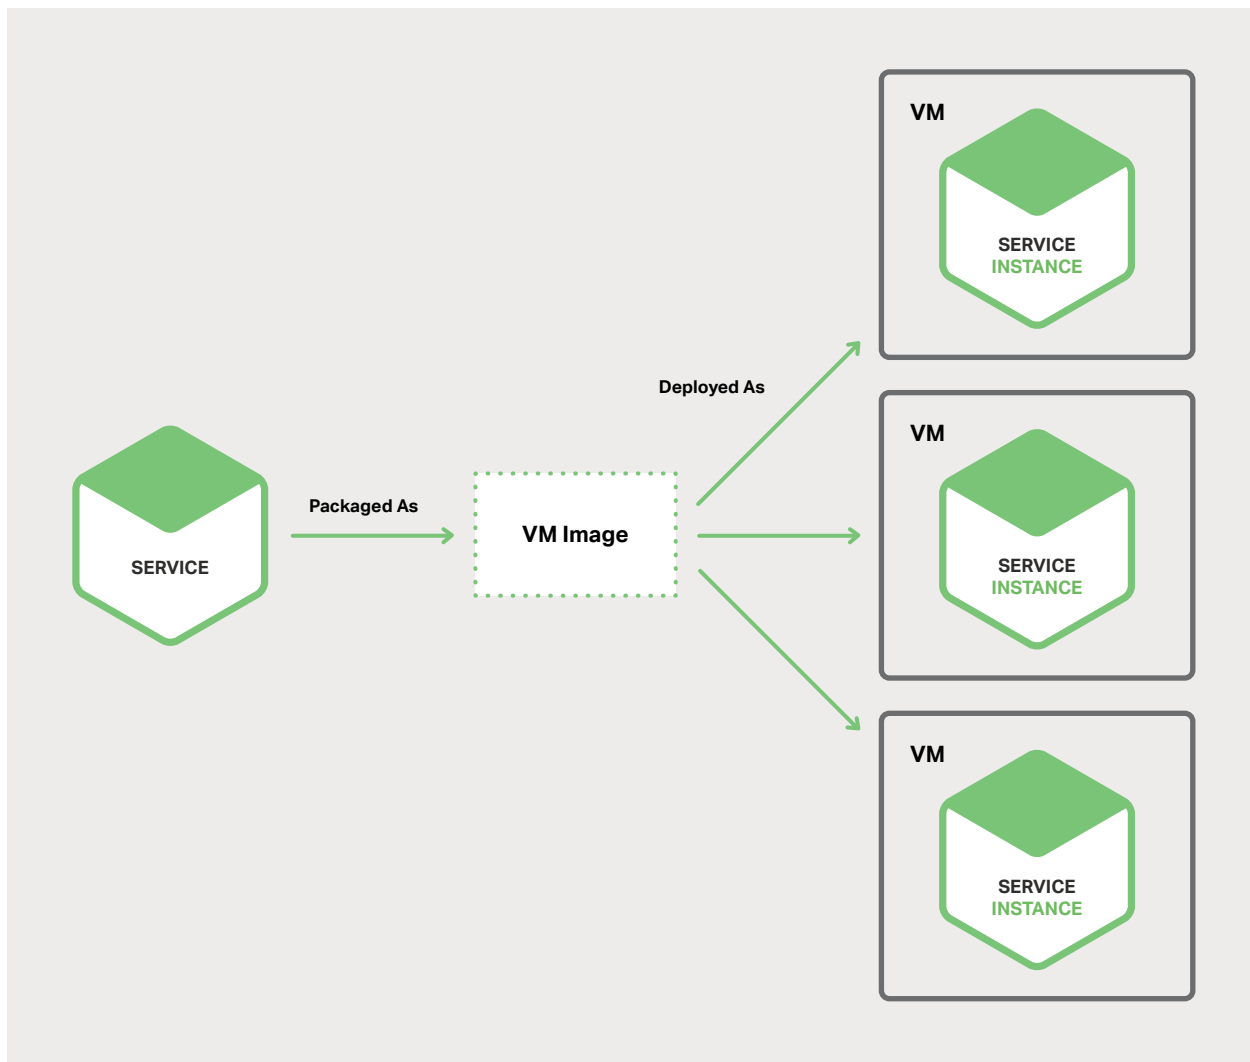 SERVICE
Packaged As
VM Image
Deployed As
VM
SERVICE
INSTANCE
VM
SERVICE
INSTANCE
VM
SERVICE
INSTANCE